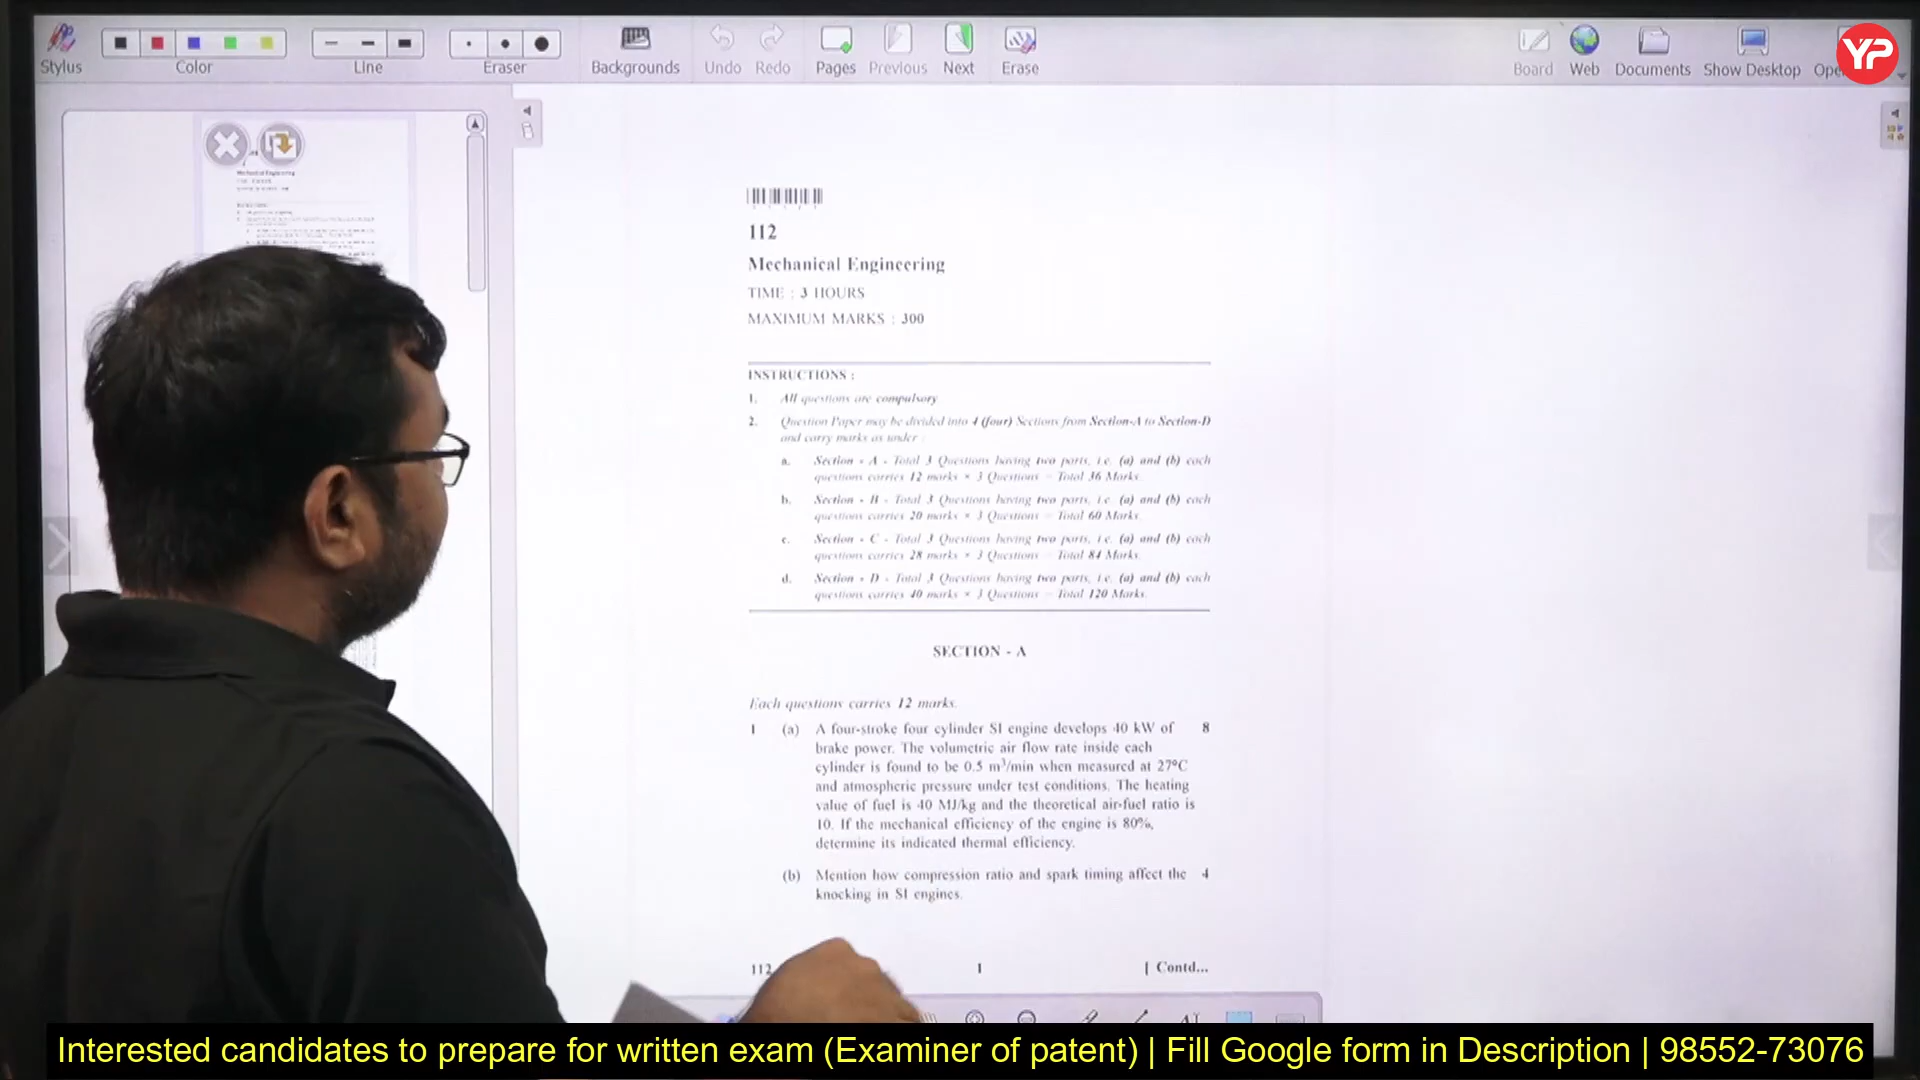 Stylus
Color
Line
Eraser
Backgrounds
Undo
Redo
Pages
Previous
Next
Erase
Board
Web
Documents
Show Desktop
YP
Mechanical Engineering
112
Mechanical Engineering
TIME : 3 HOURS
MAXIMUM MARKS : 300
INSTRUCTIONS :
1. All questions are compulsory
2. Question Paper may be divided into 4 (four) Sections from Section-A to Section-D
and carry marks as under :
a. Section - A - Total 3 Questions having two parts, i.e. (a) and (b) each
questions carries 12 marks × 3 Questions = Total 36 Marks.
b. Section - B - Total 3 Questions having two parts, i.e. (a) and (b) each
questions carries 20 marks × 3 Questions = Total 60 Marks.
c. Section - C - Total 3 Questions having two parts, i.e. (a) and (b) each
questions carries 28 marks × 3 Questions = Total 84 Marks.
d. Section - D - Total 3 Questions having two parts, i.e. (a) and (b) each
questions carries 40 marks × 3 Questions = Total 120 Marks.
SECTION - A
Each questions carries 12 marks.
1 (a) A four-stroke four cylinder SI engine develops 40 kW of 8
brake power. The volumetric air flow rate inside each
cylinder is found to be 0.5 m³/min when measured at 27°C
and atmospheric pressure under test conditions. The heating
value of fuel is 40 MJ/kg and the theoretical air-fuel ratio is
10. If the mechanical efficiency of the engine is 80%,
determine its indicated thermal efficiency.
(b) Mention how compression ratio and spark timing affect the 4
knocking in SI engines.
112 1 [ Contd...
Interested candidates to prepare for written exam (Examiner of patent) | Fill Google form in Description | 98552-73076